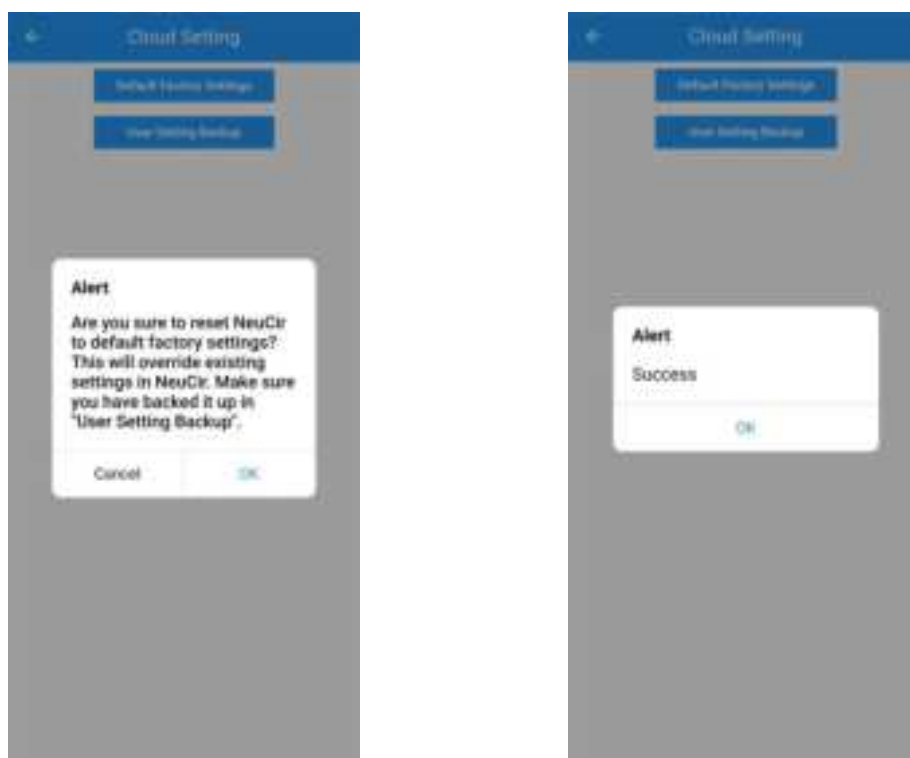 Cloud Setting
Default Factory Settings
User Setting Backup
Alert
Are you sure to reset NeuCir
to default factory settings?
This will override existing
settings in NeuCir. Make sure
you have backed it up in
"User Setting Backup".
Cancel OK
Cloud Setting
Default Factory Settings
User Setting Backup
Alert
Success
OK